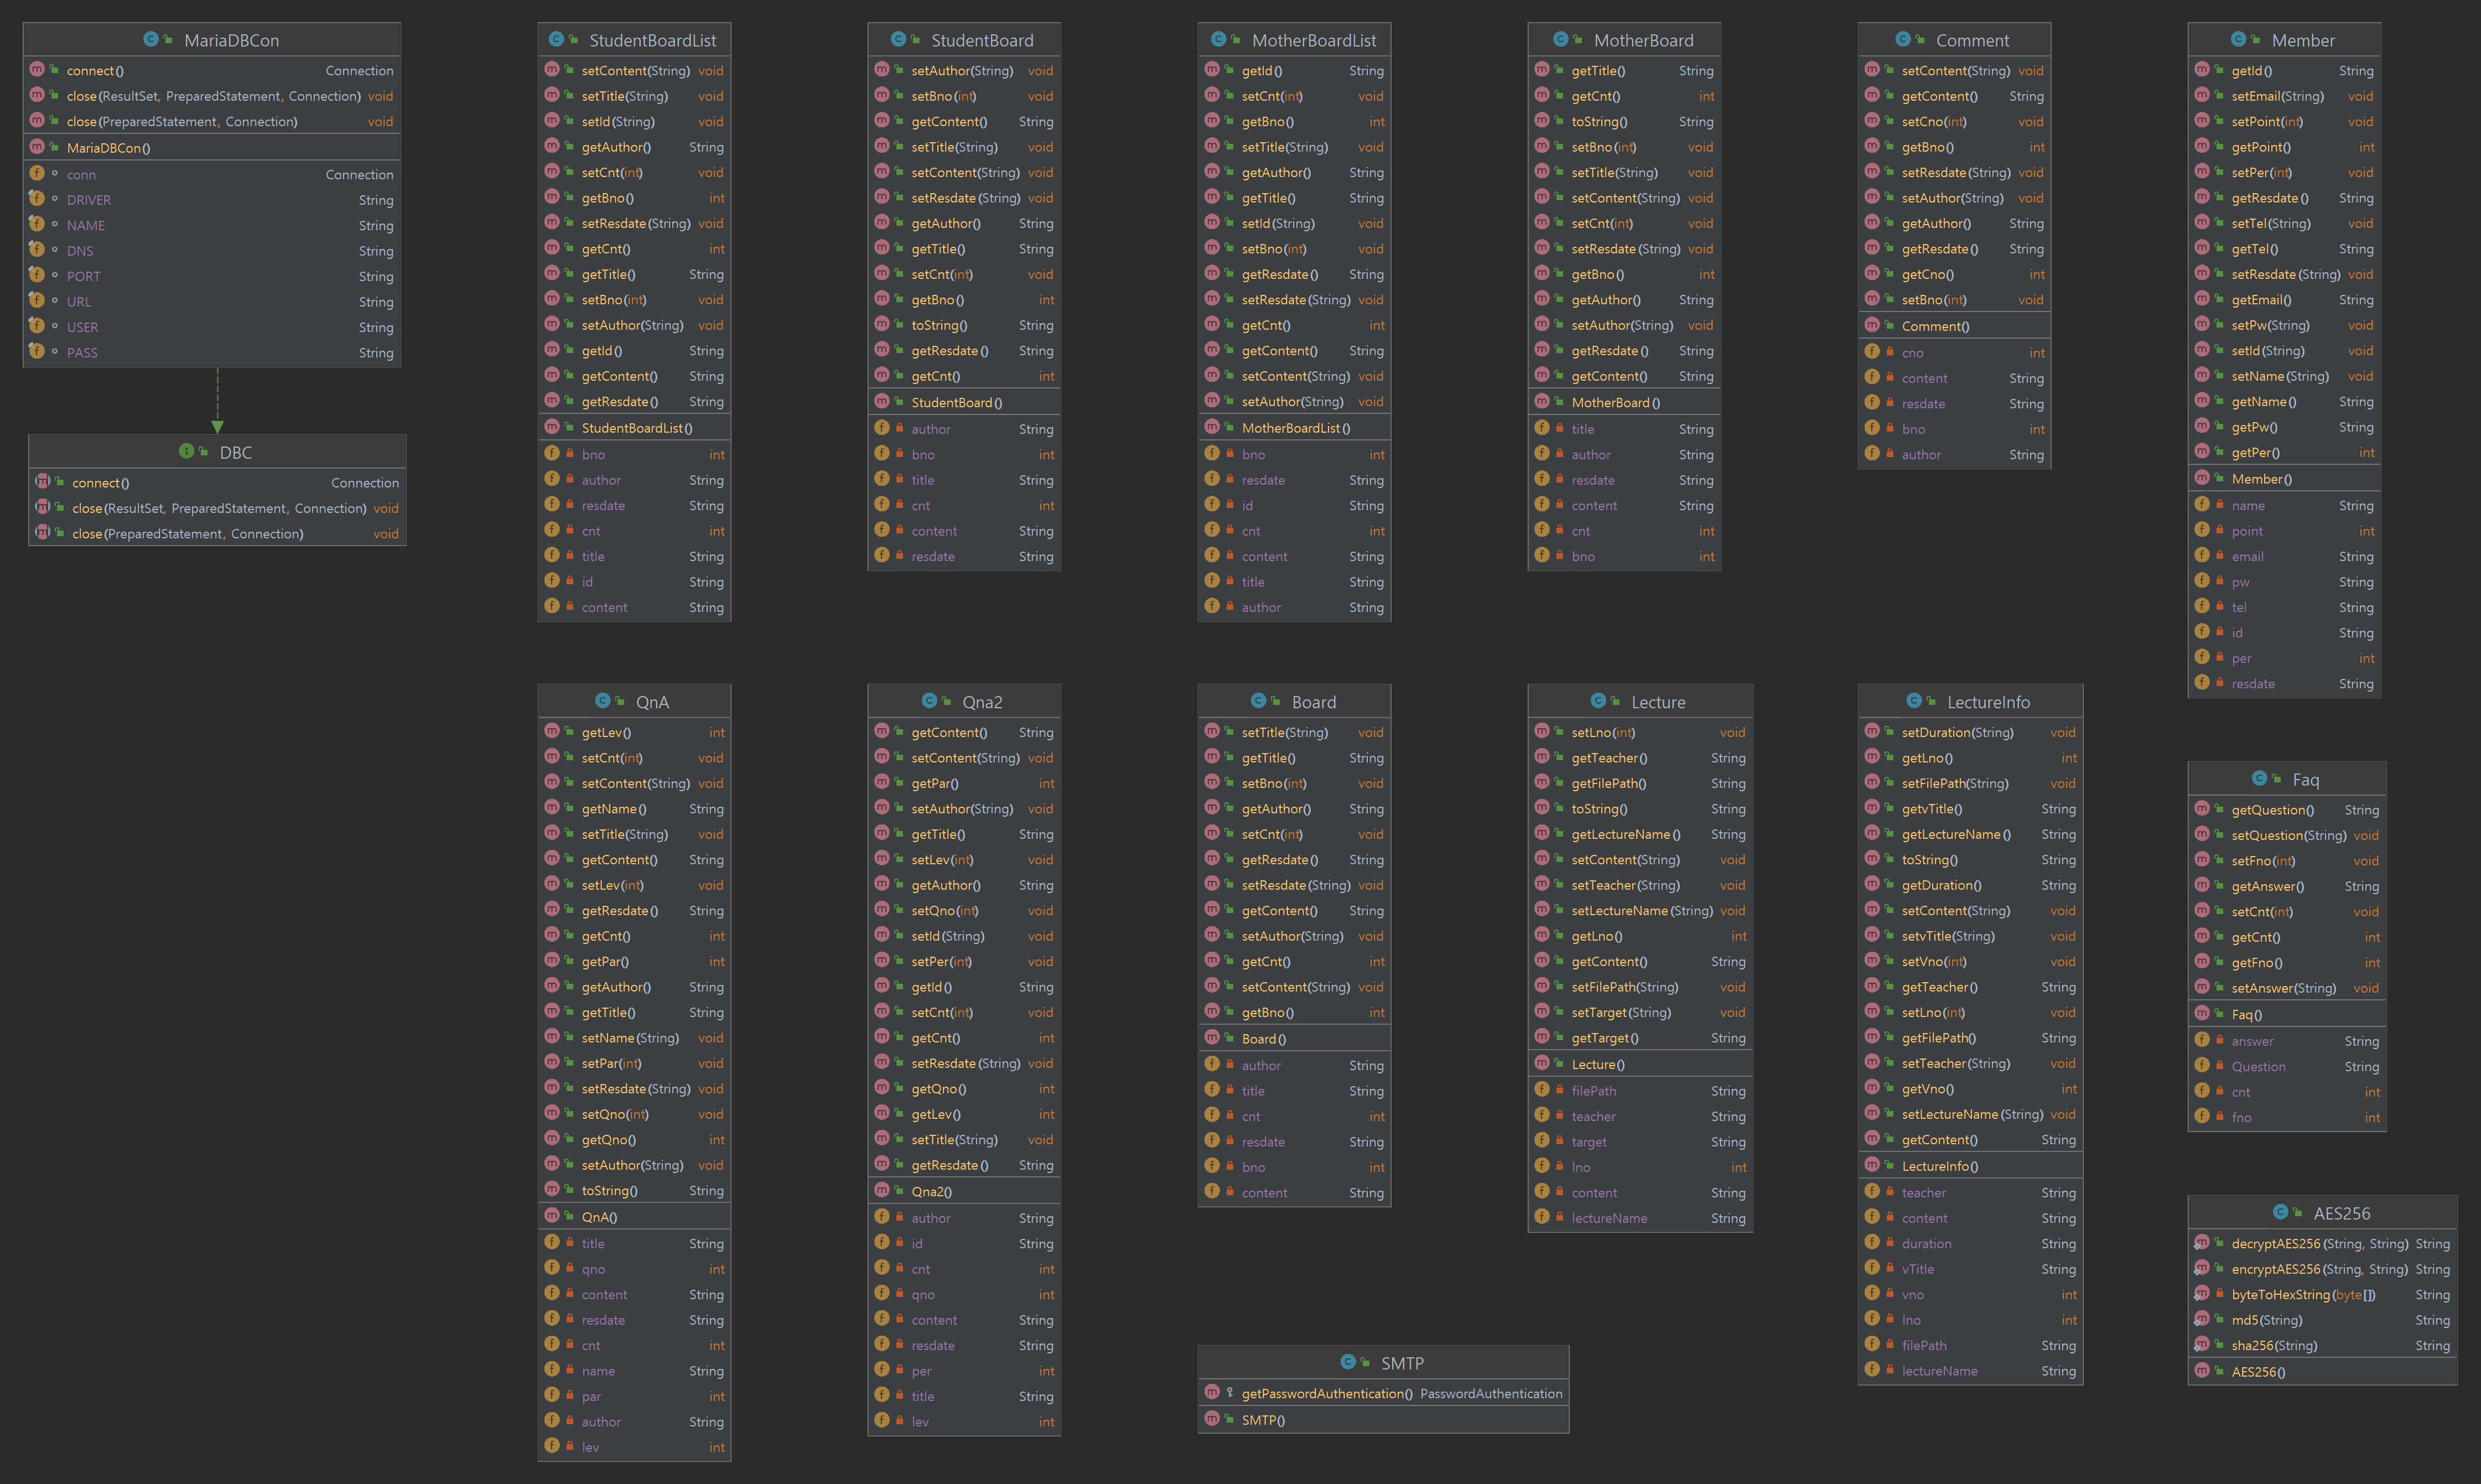 MariaDBCon
connect() Connection
close(ResultSet, PreparedStatement, Connection) void
close(PreparedStatement, Connection) void
MariaDBCon()
conn Connection
DRIVER String
NAME String
DNS String
PORT String
URL String
USER String
PASS String
DBC
connect() Connection
close(ResultSet, PreparedStatement, Connection) void
close(PreparedStatement, Connection) void
StudentBoardList
setContent(String) void
setTitle(String) void
setId(String) void
getAuthor() String
setCnt(int) void
getBno() int
setResdate(String) void
getCnt() int
getTitle() String
setBno(int) void
setAuthor(String) void
getId() String
getContent() String
getResdate() String
StudentBoardList()
bno int
author String
resdate String
cnt int
title String
id String
content String
StudentBoard
setAuthor(String) void
setBno(int) void
getContent() String
setTitle(String) void
setContent(String) void
setResdate(String) void
getAuthor() String
getTitle() String
setCnt(int) void
getBno() int
toString() String
getResdate() String
getCnt() int
StudentBoard()
author String
bno int
title String
cnt int
content String
resdate String
MotherBoardList
getId() String
setCnt(int) void
getBno() int
setTitle(String) void
getAuthor() String
getTitle() String
setId(String) void
setBno(int) void
getResdate() String
setResdate(String) void
getCnt() int
getContent() String
setContent(String) void
setAuthor(String) void
MotherBoardList()
bno int
resdate String
id String
cnt int
content String
title String
author String
MotherBoard
getTitle() String
getCnt() int
toString() String
setBno(int) void
setTitle(String) void
setContent(String) void
setCnt(int) void
setResdate(String) void
getBno() int
getAuthor() String
setAuthor(String) void
getResdate() String
getContent() String
MotherBoard()
title String
author String
resdate String
content String
cnt int
bno int
Comment
setContent(String) void
getContent() String
setCno(int) void
getBno() int
setResdate(String) void
setAuthor(String) void
getAuthor() String
getResdate() String
getCno() int
setBno(int) void
Comment()
cno int
content String
resdate String
bno int
author String
Member
getId() String
setEmail(String) void
setPoint(int) void
getPoint() int
setPer(int) void
getResdate() String
setTel(String) void
getTel() String
setResdate(String) void
getEmail() String
setPw(String) void
setId(String) void
setName(String) void
getName() String
getPw() String
getPer() int
Member()
name String
point int
email String
pw String
tel String
id String
per int
resdate String
QnA
getLev() int
setCnt(int) void
setContent(String) void
getName() String
setTitle(String) void
getContent() String
setLev(int) void
getResdate() String
getCnt() int
getPar() int
getAuthor() String
getTitle() String
setName(String) void
setPar(int) void
setResdate(String) void
setQno(int) void
getQno() int
setAuthor(String) void
toString() String
QnA()
title String
qno int
content String
resdate String
cnt int
name String
par int
author String
lev int
Qna2
getContent() String
setContent(String) void
getPar() int
setAuthor(String) void
getTitle() String
setLev(int) void
getAuthor() String
setQno(int) void
setId(String) void
setPer(int) void
getId() String
setCnt(int) void
getCnt() int
setResdate(String) void
getQno() int
getLev() int
setTitle(String) void
getResdate() String
Qna2()
author String
id String
cnt int
qno int
content String
resdate String
per int
title String
lev int
Board
setTitle(String) void
getTitle() String
setBno(int) void
getAuthor() String
setCnt(int) void
getResdate() String
setResdate(String) void
getContent() String
setAuthor(String) void
getCnt() int
setContent(String) void
getBno() int
Board()
author String
title String
cnt int
resdate String
bno int
content String
Lecture
setLno(int) void
getTeacher() String
getFilePath() String
toString() String
getLectureName() String
setContent(String) void
setTeacher(String) void
setLectureName(String) void
getLno() int
getContent() String
setFilePath(String) void
setTarget(String) void
getTarget() String
Lecture()
filePath String
teacher String
target String
lno int
content String
lectureName String
LectureInfo
setDuration(String) void
getLno() int
setFilePath(String) void
getvTitle() String
getLectureName() String
toString() String
getDuration() String
setContent(String) void
setvTitle(String) void
setVno(int) void
getTeacher() String
setLno(int) void
getFilePath() String
setTeacher(String) void
getVno() int
setLectureName(String) void
getContent() String
LectureInfo()
teacher String
content String
duration String
vTitle String
vno int
lno int
filePath String
lectureName String
Faq
getQuestion() String
setQuestion(String) void
setFno(int) void
getAnswer() String
setCnt(int) void
getCnt() int
getFno() int
setAnswer(String) void
Faq()
answer String
Question String
cnt int
fno int
AES256
decryptAES256(String, String) String
encryptAES256(String, String) String
byteToHexString(byte[]) String
md5(String) String
sha256(String) String
AES256()
SMTP
getPasswordAuthentication() PasswordAuthentication
SMTP()